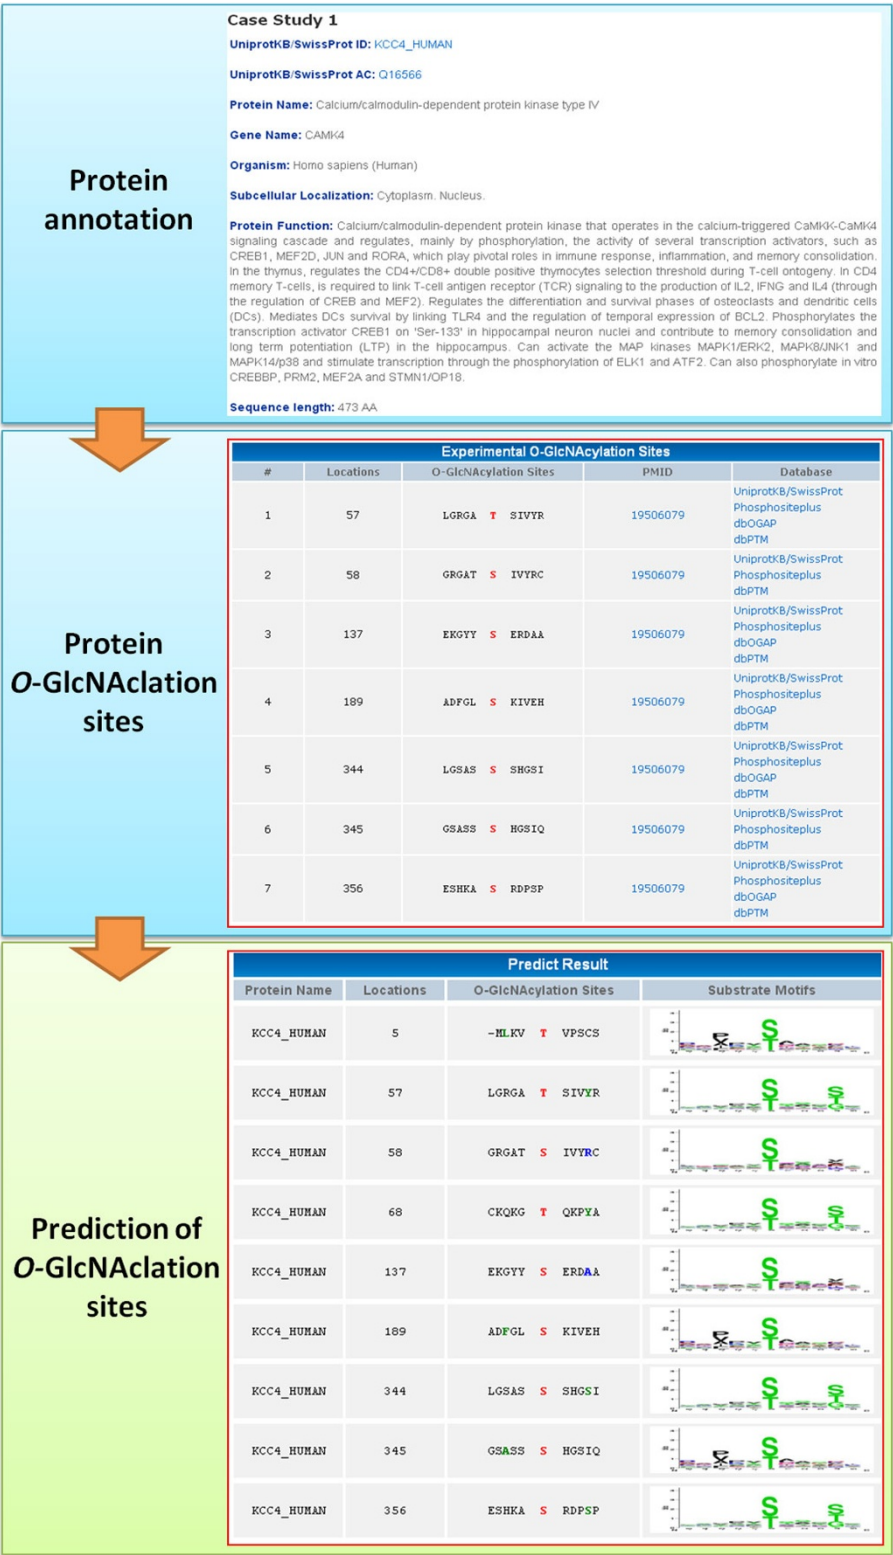 Case Study 1
UniprotKB/SwissProt ID: KCC4_HUMAN
UniprotKB/SwissProt AC: Q16566
Protein Name: Calcium/calmodulin-dependent protein kinase type IV
Gene Name: CAMK4
Organism: Homo sapiens (Human)
Subcellular Localization: Cytoplasm. Nucleus.
Protein
annotation
Protein Function: Calcium/calmodulin-dependent protein kinase that operates in the calcium-triggered CaMKK-CaMK4
signaling cascade and regulates, mainly by phosphorylation, the activity of several transcription activators, such as
CREB1, MEF2D, JUN and RORA, which play pivotal roles in immune response, inflammation, and memory consolidation.
In the thymus, regulates the CD4+/CD8+ double positive thymocytes selection threshold during T-cell ontogeny. In CD4
memory T-cells, is required to link T-cell antigen receptor (TCR) signaling to the production of IL2, IFNG and IL4 (through
the regulation of CREB and MEF2). Regulates the differentiation and survival phases of osteoclasts and dendritic cells
(DCs). Mediates DCs survival by linking TLR4 and the regulation of temporal expression of BCL2. Phosphorylates the
transcription activator CREB1 on 'Ser-133' in hippocampal neuron nuclei and contribute to memory consolidation and
long term potentiation (LTP) in the hippocampus. Can activate the MAP kinases MAPK1/ERK2, MAPK8/JNK1 and
MAPK14/p38 and stimulate transcription through the phosphorylation of ELK1 and ATF2. Can also phosphorylate in vitro
CREBBP, PRM2, MEF2A and STMN1/OP18.
Sequence length: 473 AA
Protein
O-GlcNAclation
sites
Experimental O-GlcNAcylation Sites
# Locations O-GlcNAcylation Sites PMID Database
1 57 LGRGA T SIVYR 19506079 UniprotKB/SwissProt
Phosphositeplus
dbOGAP
dbPTM
2 58 GRGAT S IVYRC 19506079 UniprotKB/SwissProt
Phosphositeplus
dbPTM
3 137 EKGYY S ERDAA 19506079 UniprotKB/SwissProt
Phosphositeplus
dbOGAP
dbPTM
4 189 ADFGL S KIVEH 19506079 UniprotKB/SwissProt
Phosphositeplus
dbOGAP
dbPTM
5 344 LGSAS S SHGSI 19506079 UniprotKB/SwissProt
Phosphositeplus
dbOGAP
dbPTM
6 345 GSASS S HGSIQ 19506079 UniprotKB/SwissProt
Phosphositeplus
dbPTM
7 356 ESHKA S RDPSP 19506079 UniprotKB/SwissProt
Phosphositeplus
dbOGAP
dbPTM
Prediction of
O-GlcNAclation
sites
Predict Result
Protein Name Locations O-GlcNAcylation Sites Substrate Motifs
KCC4_HUMAN 5 -MLKV T VPSCS
KCC4_HUMAN 57 LGRGA T SIVYR
KCC4_HUMAN 58 GRGAT S IVYRC
KCC4_HUMAN 68 CKQKG T QKPYA
KCC4_HUMAN 137 EKGYY S ERDAA
KCC4_HUMAN 189 ADFGL S KIVEH
KCC4_HUMAN 344 LGSAS S SHGSI
KCC4_HUMAN 345 GSASS S HGSIQ
KCC4_HUMAN 356 ESHKA S RDPSP